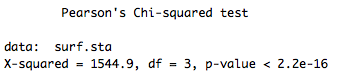 Pearson's Chi-squared test
data:  surf.sta
X-squared = 1544.9, df = 3, p-value < 2.2e-16